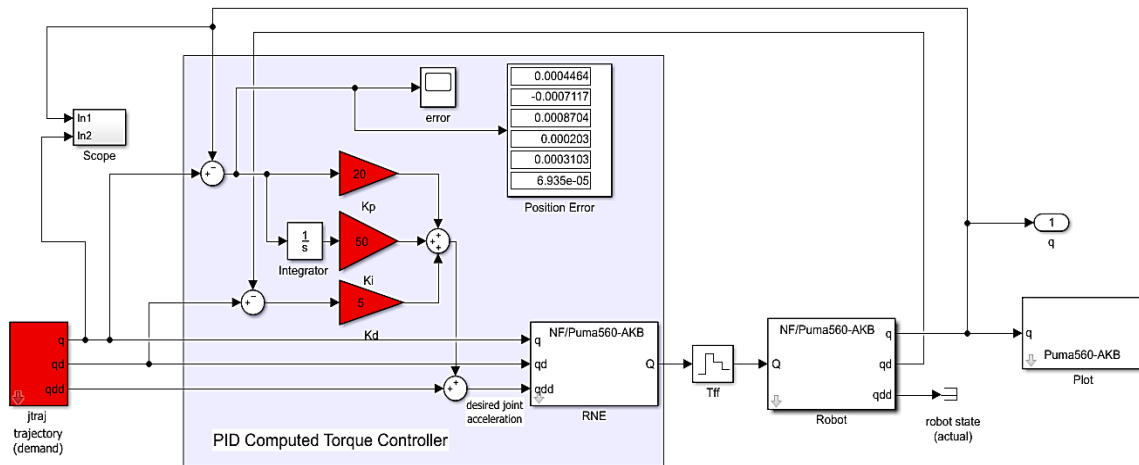 0.0004464
-0.0007117
0.0008704
0.000203
0.0003103
6.935e-05
Position Error
error
In1
In2
Scope
+
−
20
Kp
1
s
Integrator
50
Ki
+
+
+
+
−
5
Kd
1
q
q
qd
qdd
jtraj
trajectory
(demand)
+
+
desired joint
acceleration
NF/Puma560-AKB
q
qd
qdd
Q
RNE
Tff
NF/Puma560-AKB
Q
q
qd
qdd
Robot
robot state
(actual)
q
Puma560-AKB
Plot
PID Computed Torque Controller